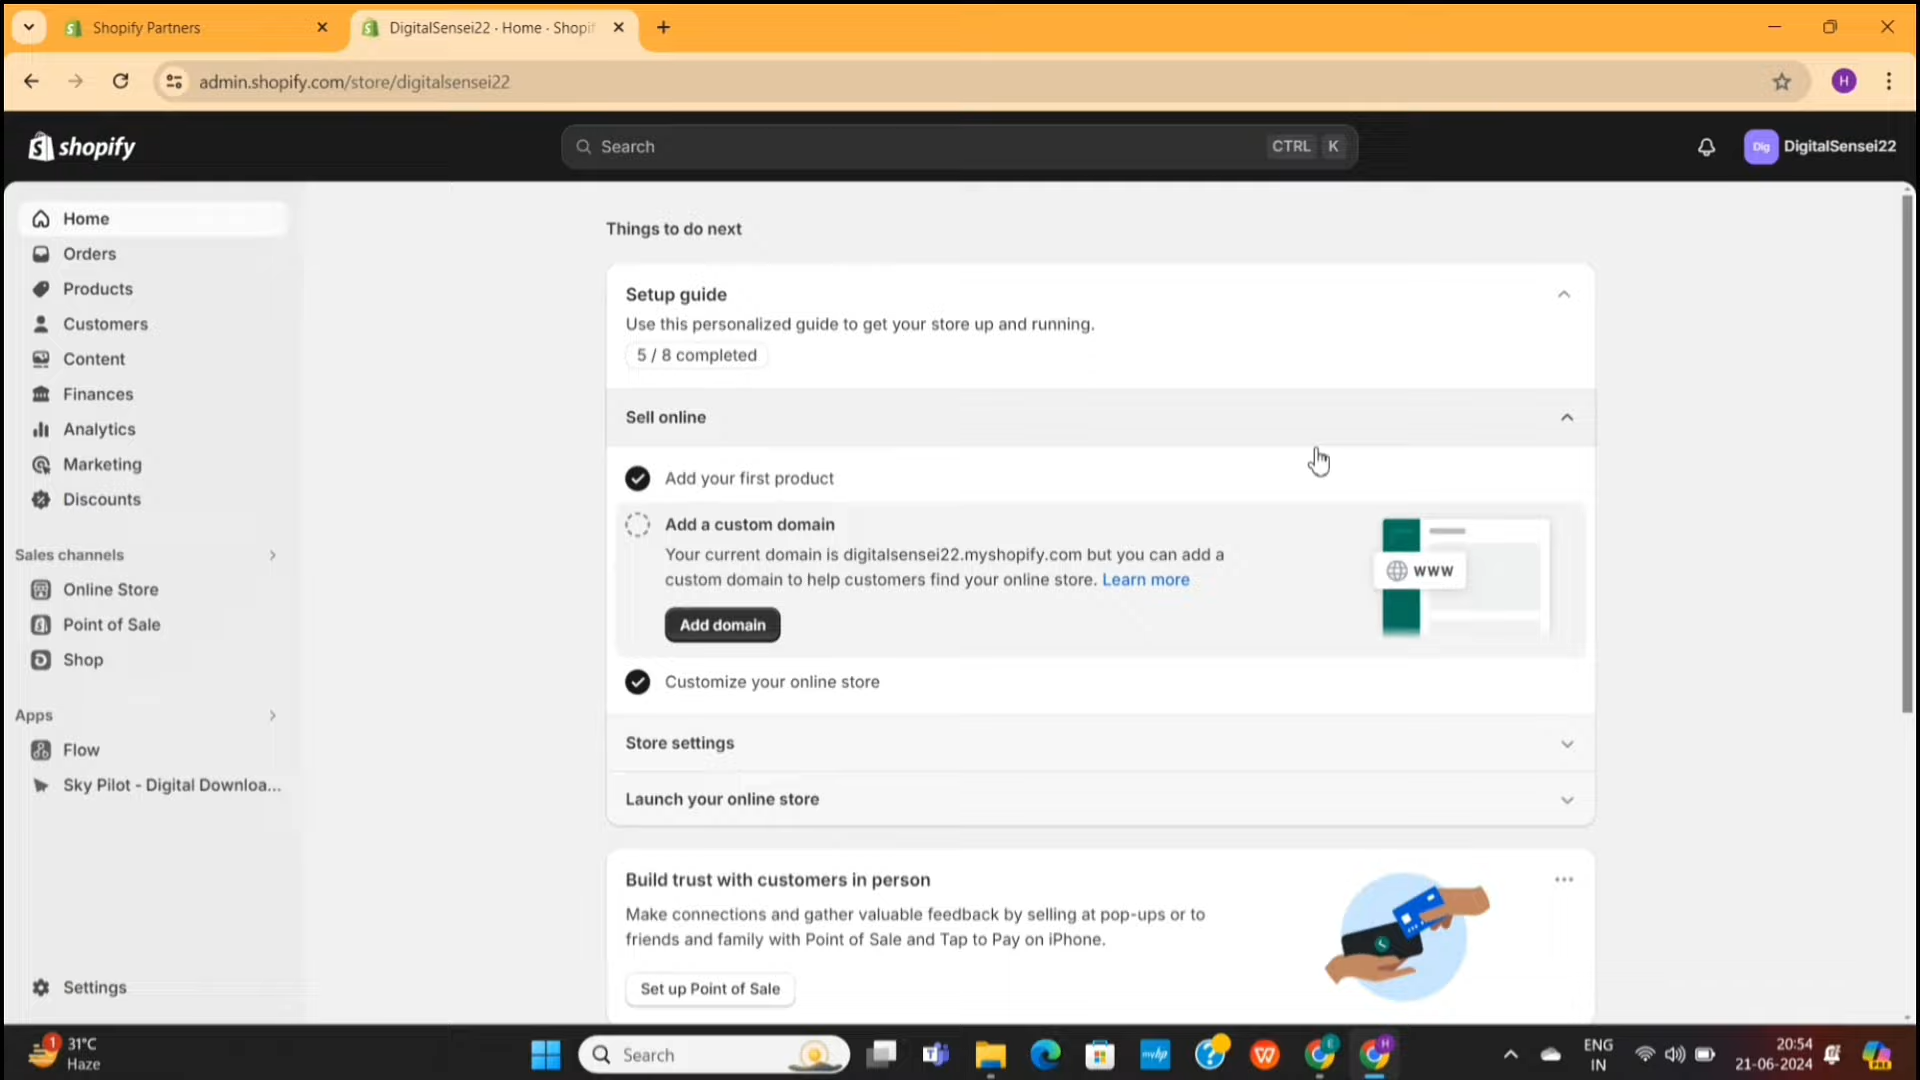 Shopify Partners
DigitalSensei22 · Home · Shopif
admin.shopify.com/store/digitalsensei22
shopify
Search
CTRL K
Dig
DigitalSensei22
Home
Orders
Products
Customers
Content
Finances
Analytics
Marketing
Discounts
Sales channels
Online Store
Point of Sale
Shop
Apps
Flow
Sky Pilot - Digital Downloa...
Settings
Things to do next
Setup guide
Use this personalized guide to get your store up and running.
5 / 8 completed
Sell online
Add your first product
Add a custom domain
Your current domain is digitalsensei22.myshopify.com but you can add a
custom domain to help customers find your online store. Learn more
Add domain
www
Customize your online store
Store settings
Launch your online store
Build trust with customers in person
Make connections and gather valuable feedback by selling at pop-ups or to
friends and family with Point of Sale and Tap to Pay on iPhone.
Set up Point of Sale
H
1
31°C
Haze
Search
myhp
ENG
IN
20:54
21-06-2024